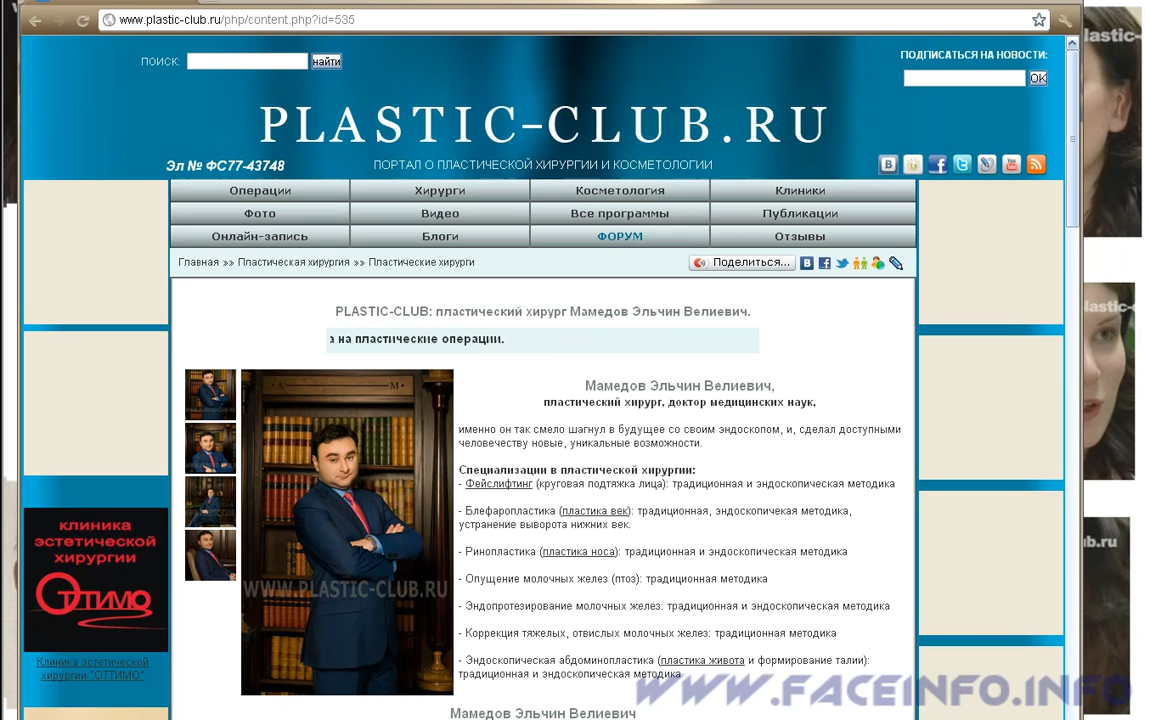 www.plastic-club.ru/php/content.php?id=535
ПОИСК:
найти
ПОДПИСАТЬСЯ НА НОВОСТИ:
OK
PLASTIC-CLUB.RU
Эл № ФС77-43748
ПОРТАЛ О ПЛАСТИЧЕСКОЙ ХИРУРГИИ И КОСМЕТОЛОГИИ
Операции Хирурги Косметология Клиники
Фото Видео Все программы Публикации
Онлайн-запись Блоги ФОРУМ Отзывы
Главная »» Пластическая хирургия »» Пластические хирурги
Поделиться...
PLASTIC-CLUB: пластический хирург Мамедов Эльчин Велиевич.
а на пластические операции.
Мамедов Эльчин Велиевич,
пластический хирург, доктор медицинских наук,
именно он так смело шагнул в будущее со своим эндоскопом, и, сделал доступными
человечеству новые, уникальные возможности.
Специализации в пластической хирургии:
- Фейслифтинг (круговая подтяжка лица): традиционная и эндоскопическая методика
- Блефаропластика (пластика век): традиционная, эндоскопичекая методика,
устранение выворота нижних век.
- Ринопластика (пластика носа): традиционная и эндоскопическая методика
- Опущение молочных желез (птоз): традиционная методика
- Эндопротезирование молочных желез: традиционная и эндоскопическая методика
- Коррекция тяжелых, отвислых молочных желез: традиционная методика
- Эндоскопическая абдоминопластика (пластика живота и формирование талии):
традиционная и эндоскопическая методика
WWW.PLASTIC-CLUB.RU
Мамедов Эльчин Велиевич
клиника
эстетической
хирургии
ОТТИМО
Клиника эстетической
хирургии "ОТТИМО"
lastic-
lastic-c
ub.ru
WWW.FACEINFO.INFO